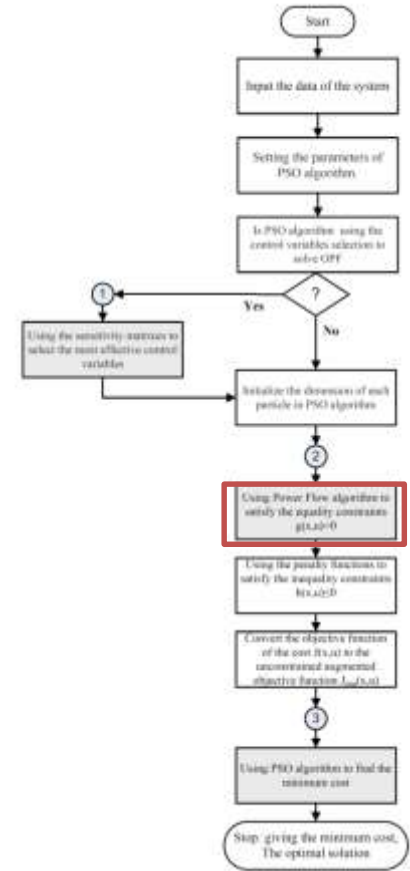 Start
Input the data of the system
Setting the parameters of
PSO algorithm
Is PSO algorithm using the
control variables selection to
solve OPF
?
1
Yes
No
Using the sensitivity matrixes to
select the most effective control
variables
Initialize the dimension of each
particle in PSO algorithm
2
Using Power Flow algorithm to
satisfy the equality constraints
g(x,u)=0
Using the penalty functions to
satisfy the inequality constraints
h(x,u)≤0
Convert the objective function
of the cost f(x,u) to the
unconstrained augmented
objective function (x,u)
3
Using PSO algorithm to find the
minimum cost
Stop: giving the minimum cost,
The optimal solution